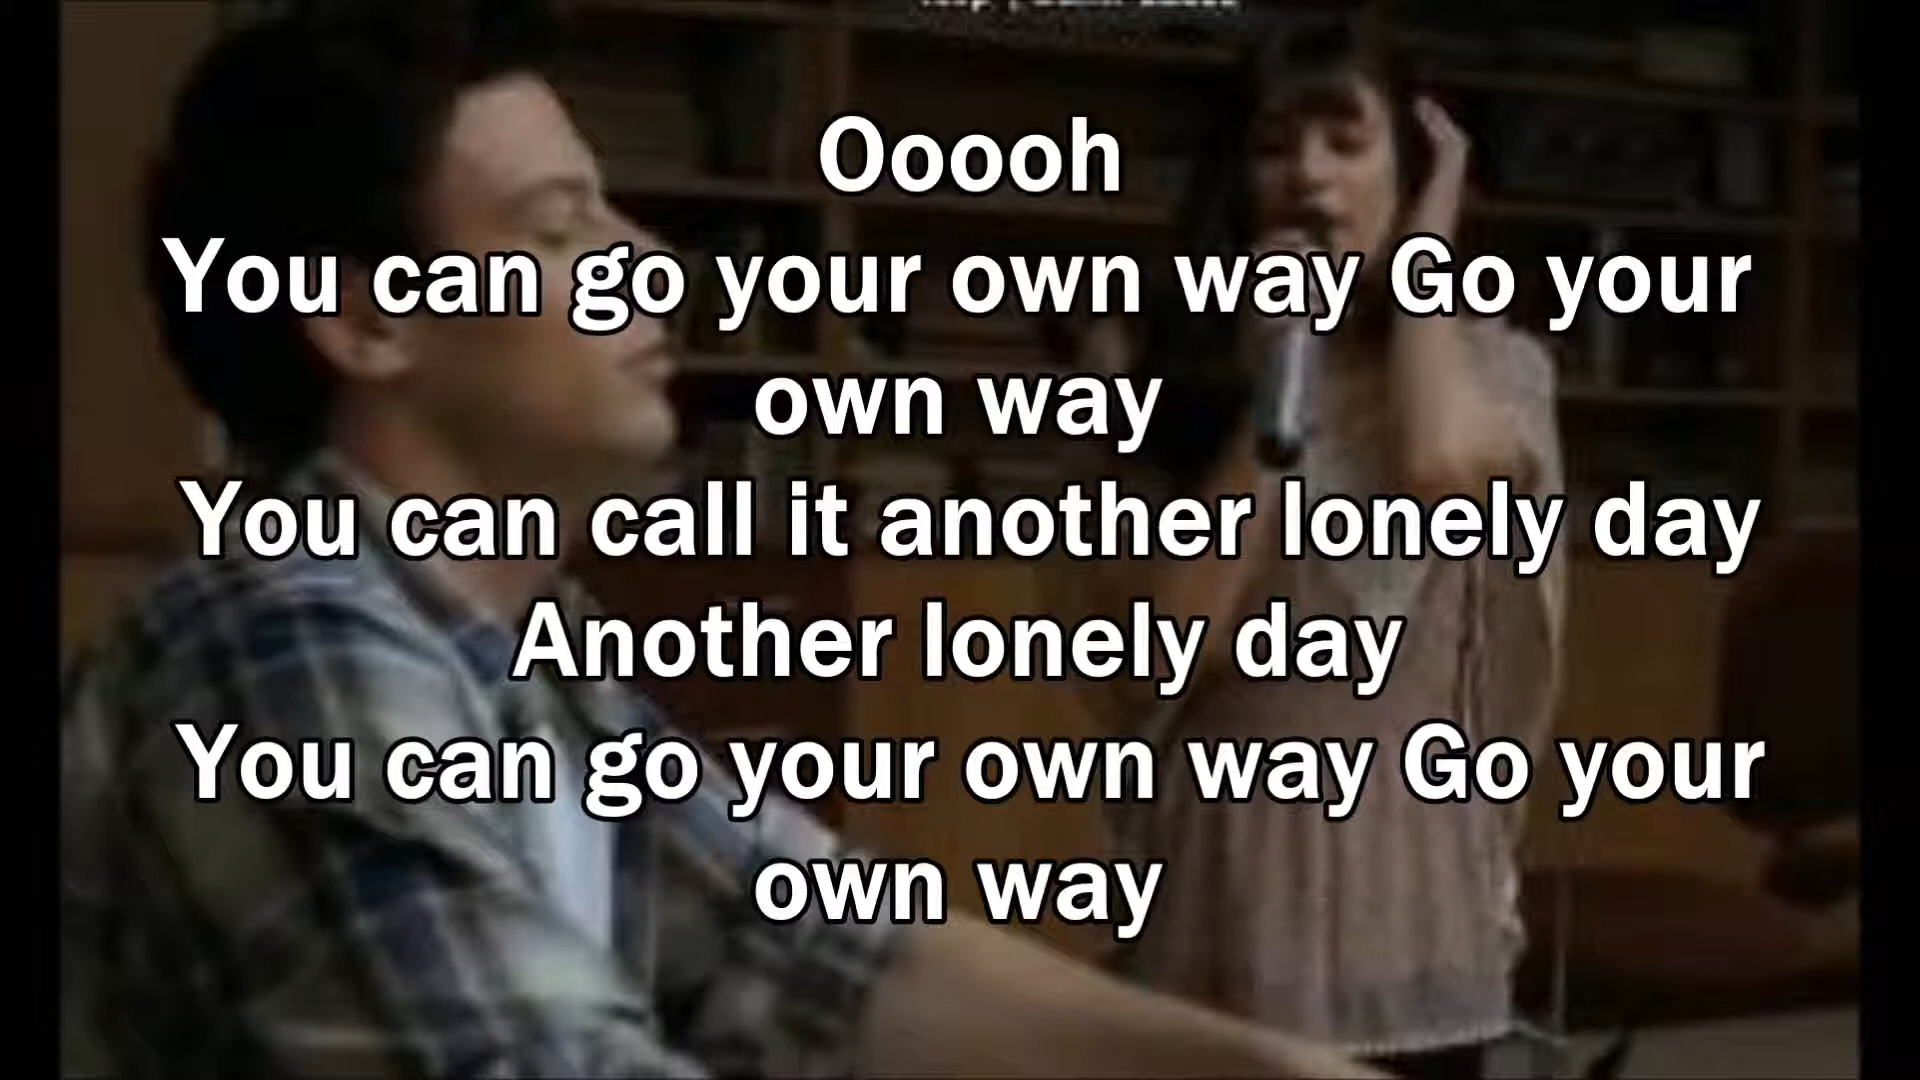 Ooooh
You can go your own way Go your
own way
You can call it another lonely day
Another lonely day
You can go your own way Go your
own way